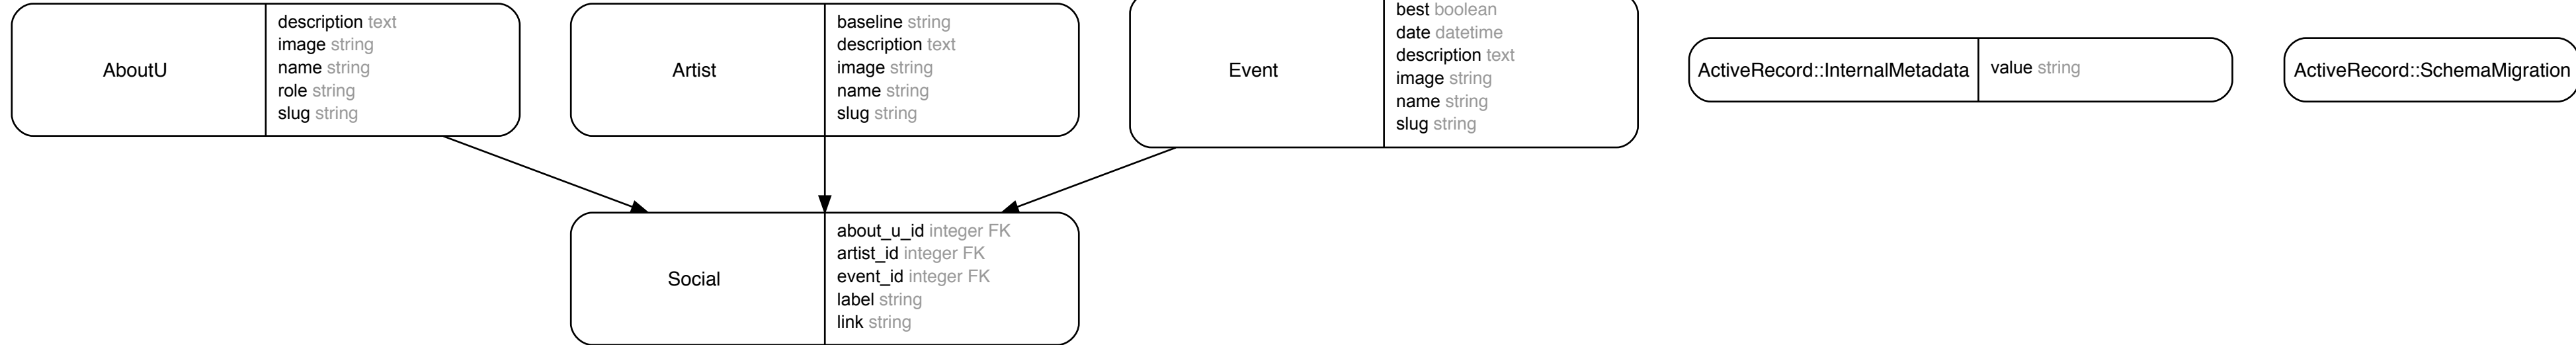 AboutU
description text
image string
name string
role string
slug string
Artist
baseline string
description text
image string
name string
slug string
Event
best boolean
date datetime
description text
image string
name string
slug string
ActiveRecord::InternalMetadata
value string
ActiveRecord::SchemaMigration
Social
about_u_id integer FK
artist_id integer FK
event_id integer FK
label string
link string